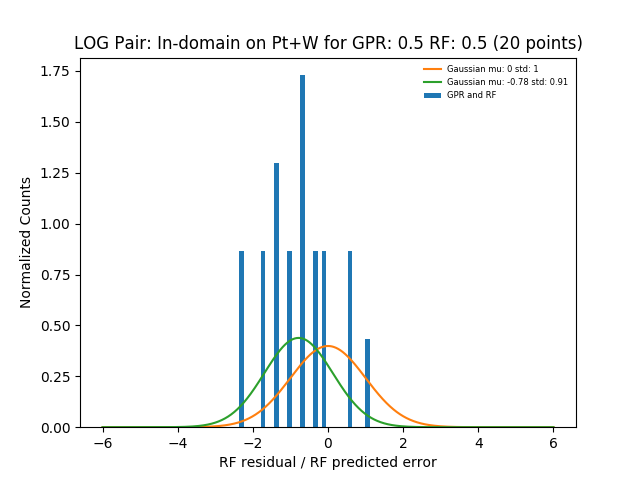 LOG Pair: In-domain on Pt+W for GPR: 0.5 RF: 0.5 (20 points)
Gaussian mu: 0 std: 1
Gaussian mu: -0.78 std: 0.91
GPR and RF
Normalized Counts
1.75
1.50
1.25
1.00
0.75
0.50
0.25
0.00
−6 −4 −2 0 2 4 6
RF residual / RF predicted error